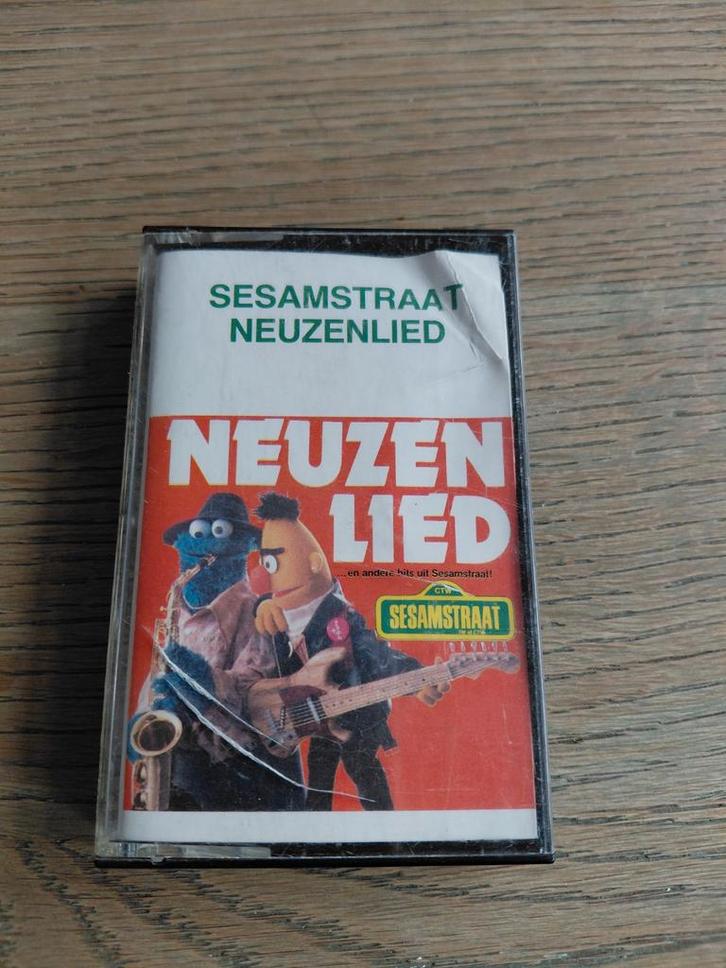 SESAMSTRAAT
NEUZENLIED
NEUZEN
LIED
...en andere hits uit Sesamstraat!
CTW
SESAMSTRAAT